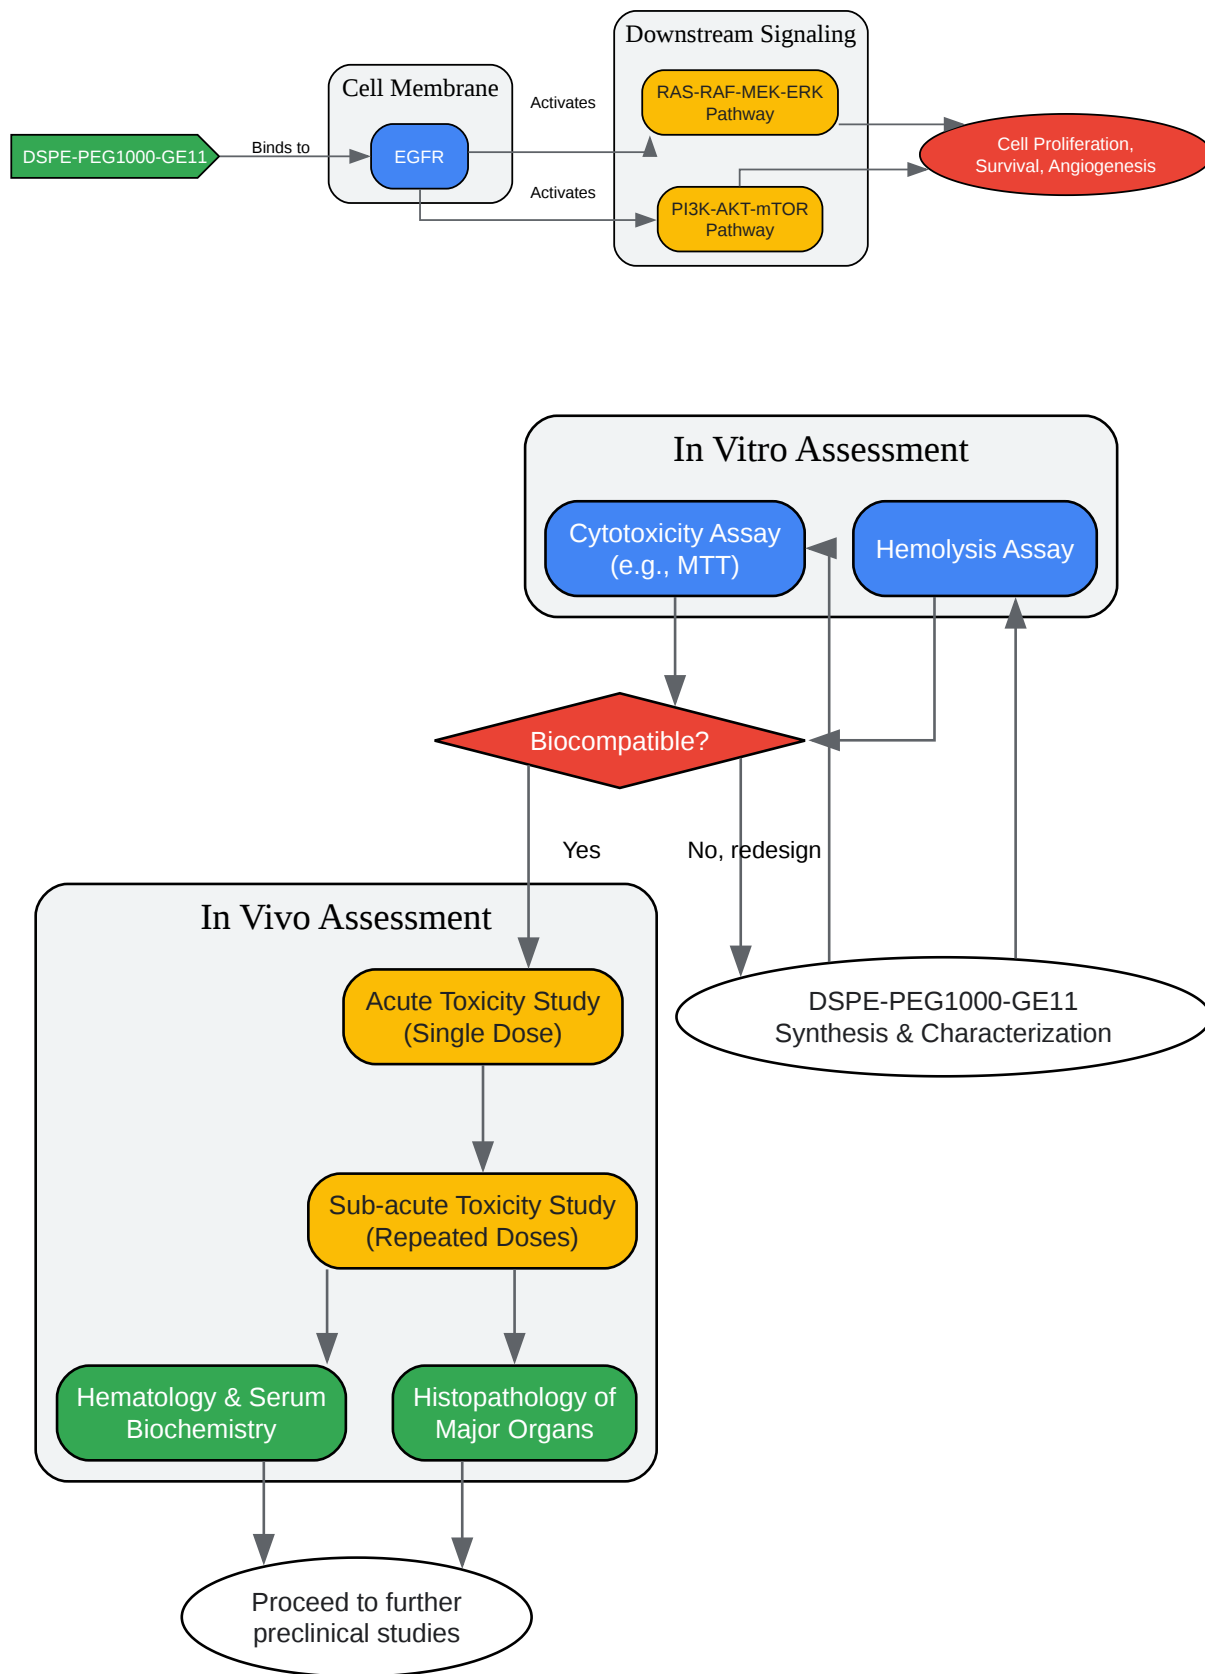 Downstream Signaling
Cell Membrane
Activates
RAS-RAF-MEK-ERK
Pathway
DSPE-PEG1000-GE11
Binds to
EGFR
Cell Proliferation,
Survival, Angiogenesis
Activates
PI3K-AKT-mTOR
Pathway
In Vitro Assessment
Cytotoxicity Assay
(e.g., MTT)
Hemolysis Assay
Biocompatible?
Yes
No, redesign
In Vivo Assessment
Acute Toxicity Study
(Single Dose)
DSPE-PEG1000-GE11
Synthesis & Characterization
Sub-acute Toxicity Study
(Repeated Doses)
Hematology & Serum
Biochemistry
Histopathology of
Major Organs
Proceed to further
preclinical studies